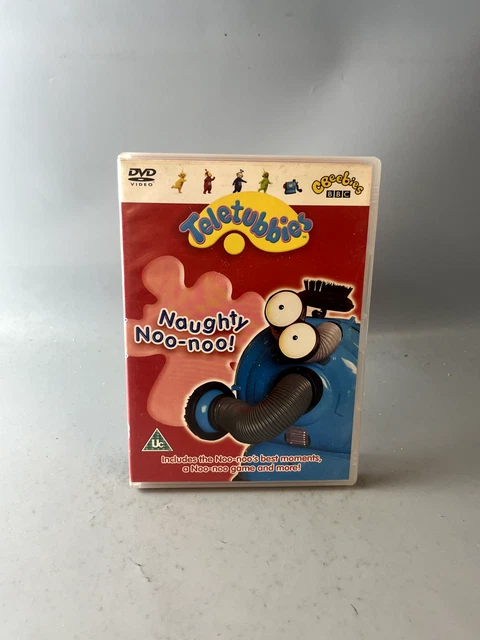 DVD
VIDEO
CBeebies
BBC
Teletubbies
TM
Naughty
Noo-noo!
Uc
Includes the Noo-noo's best moments,
a Noo-noo game and more!